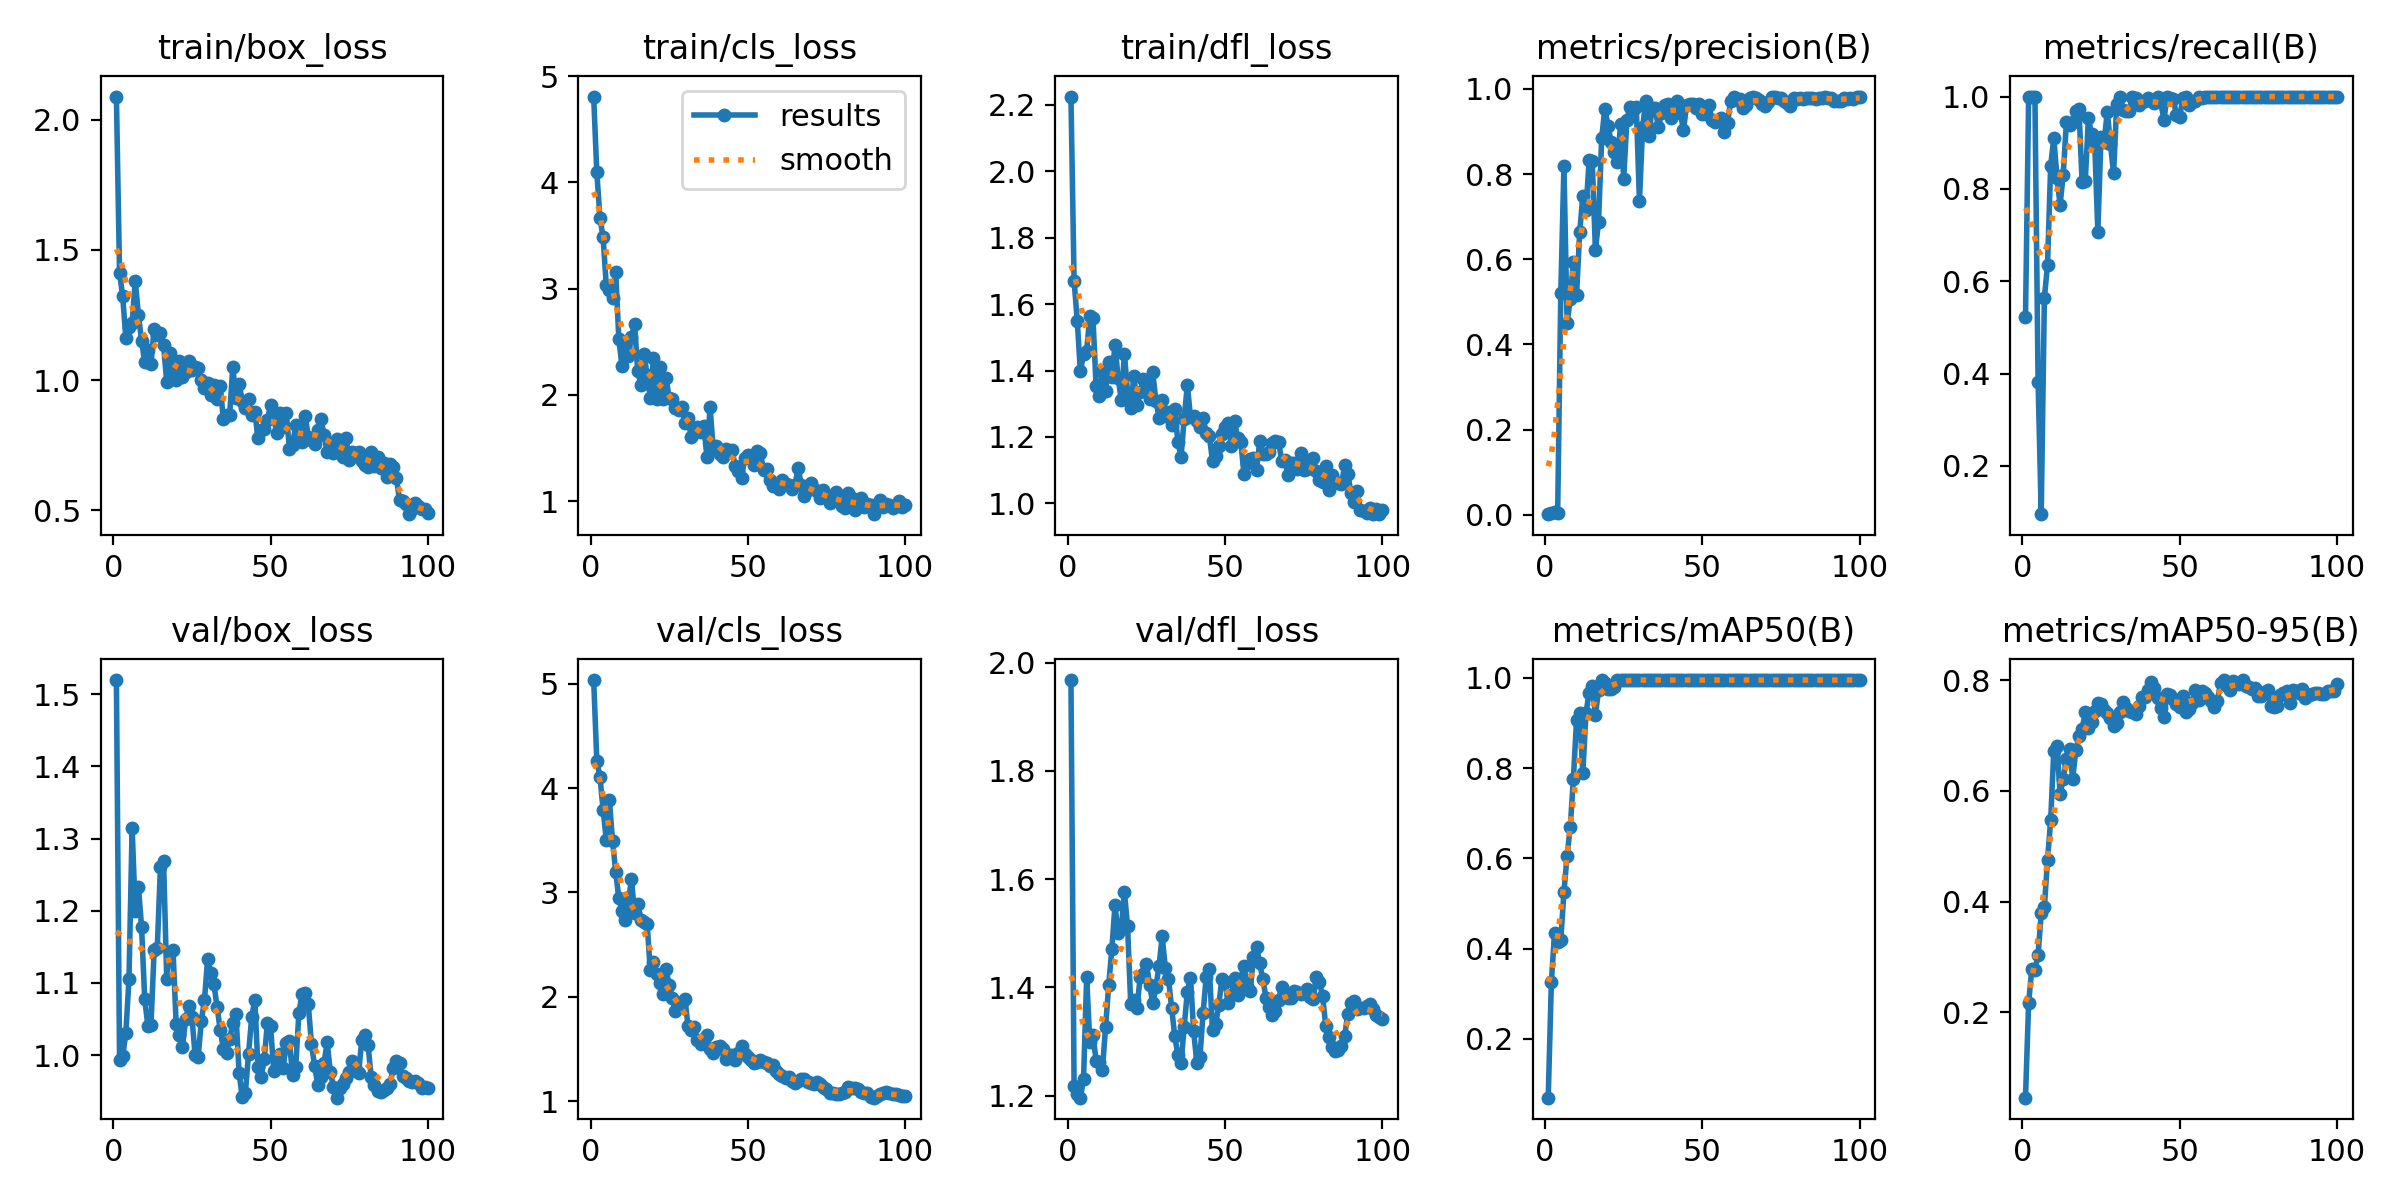 train/box_loss
2.0
1.5
1.0
0.5
0 50 100
train/cls_loss
results
smooth
5
4
3
2
1
0 50 100
train/dfl_loss
2.2
2.0
1.8
1.6
1.4
1.2
1.0
0 50 100
metrics/precision(B)
1.0
0.8
0.6
0.4
0.2
0.0
0 50 100
metrics/recall(B)
1.0
0.8
0.6
0.4
0.2
0 50 100
val/box_loss
1.5
1.4
1.3
1.2
1.1
1.0
0 50 100
val/cls_loss
5
4
3
2
1
0 50 100
val/dfl_loss
2.0
1.8
1.6
1.4
1.2
0 50 100
metrics/mAP50(B)
1.0
0.8
0.6
0.4
0.2
0 50 100
metrics/mAP50-95(B)
0.8
0.6
0.4
0.2
0 50 100